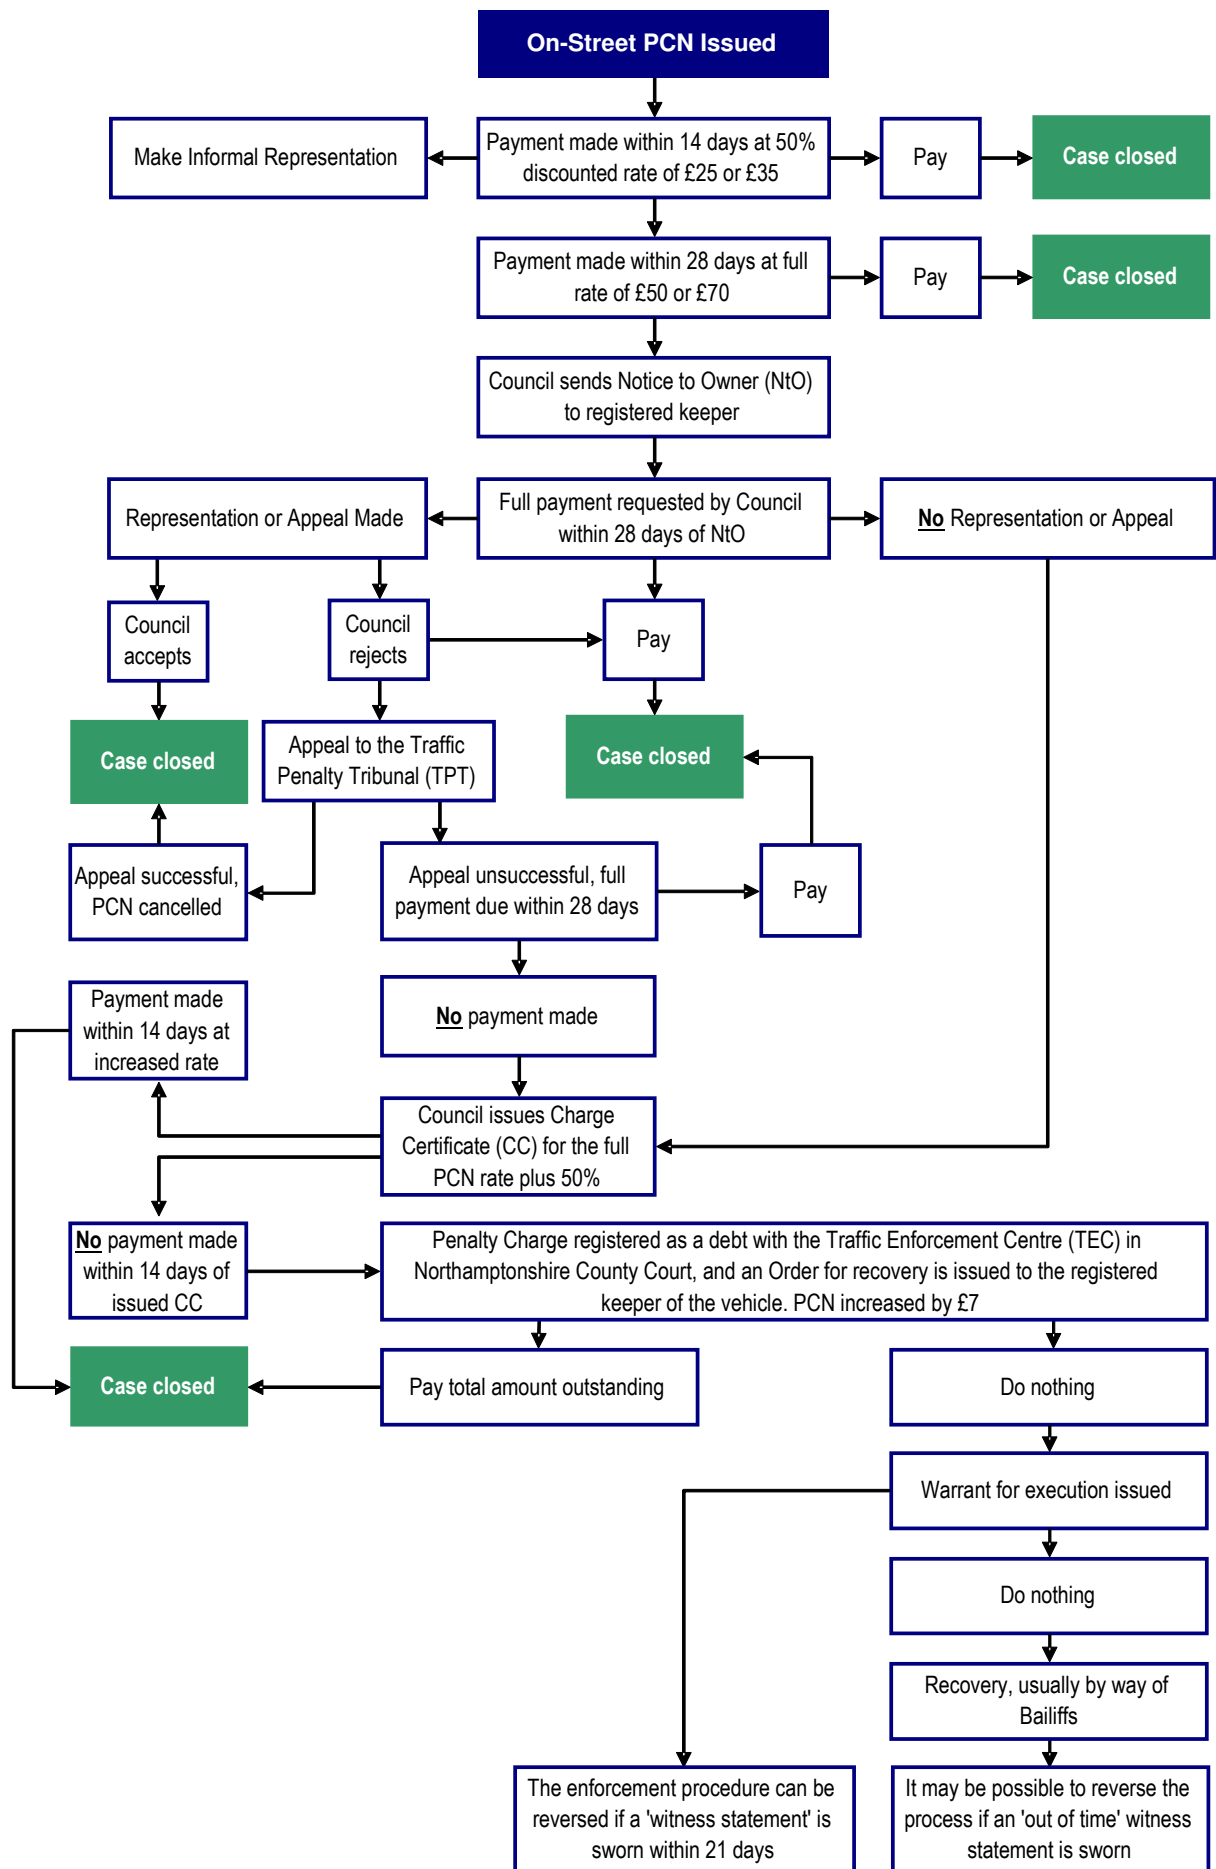 On-Street PCN Issued
Make Informal Representation
Payment made within 14 days at 50%
discounted rate of £25 or £35
Pay
Case closed
Payment made within 28 days at full
rate of £50 or £70
Pay
Case closed
Council sends Notice to Owner (NtO)
to registered keeper
Representation or Appeal Made
Full payment requested by Council
within 28 days of NtO
No Representation or Appeal
Council
accepts
Council
rejects
Pay
Case closed
Appeal to the Traffic
Penalty Tribunal (TPT)
Case closed
Appeal successful,
PCN cancelled
Appeal unsuccessful, full
payment due within 28 days
Pay
Payment made
within 14 days at
increased rate
No payment made
Council issues Charge
Certificate (CC) for the full
PCN rate plus 50%
No payment made
within 14 days of
issued CC
Penalty Charge registered as a debt with the Traffic Enforcement Centre (TEC) in
Northamptonshire County Court, and an Order for recovery is issued to the registered
keeper of the vehicle. PCN increased by £7
Case closed
Pay total amount outstanding
Do nothing
Warrant for execution issued
Do nothing
Recovery, usually by way of
Bailiffs
The enforcement procedure can be
reversed if a 'witness statement' is
sworn within 21 days
It may be possible to reverse the
process if an 'out of time' witness
statement is sworn